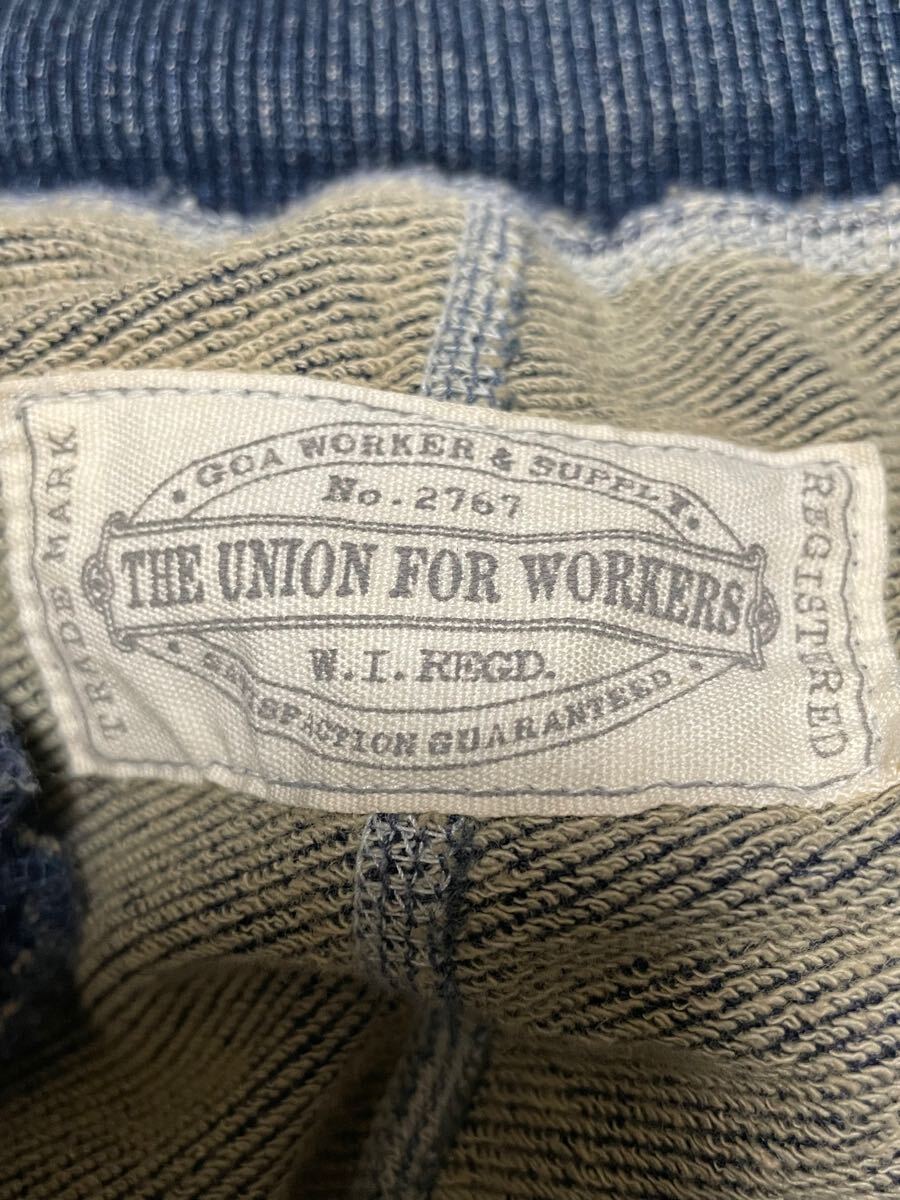 TRADE MARK
• GOA WORKER & SUPPLY. •
No. 2767
THE UNION FOR WORKERS
W.I. REGD.
• SATISFACTION GUARANTEED •
REGISTERED